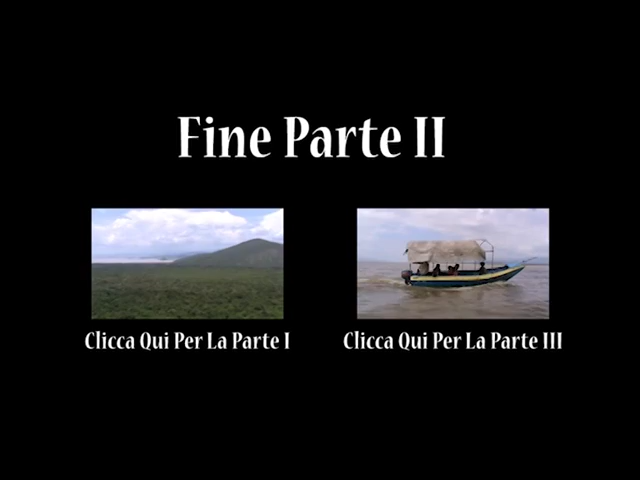 Fine Parte II
Clicca Qui Per La Parte I
Clicca Qui Per La Parte III